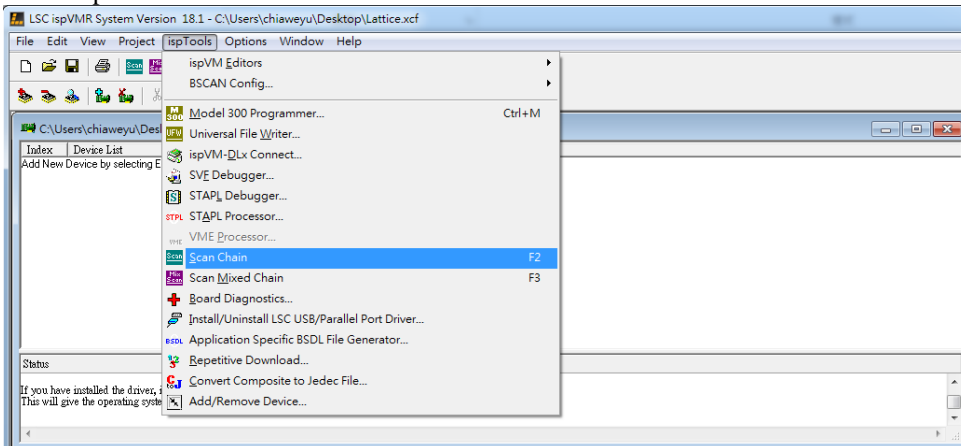 LSC ispVMR System Version 18.1 - C:\Users\chiaweyu\Desktop\Lattice.xcf
File Edit View Project ispTools Options Window Help
ispVM Editors
BSCAN Config...
Model 300 Programmer... Ctrl+M
Universal File Writer...
C:\Users\chiaweyu\Desl
ispVM-DLx Connect...
Index Device List
Add New Device by selecting E
SVF Debugger...
STAPL Debugger...
STAPL Processor...
VME Processor...
Scan Chain F2
Scan Mixed Chain F3
Board Diagnostics...
Install/Uninstall LSC USB/Parallel Port Driver...
Application Specific BSDL File Generator...
Repetitive Download...
Status
Convert Composite to Jedec File...
If you have installed the driver,
This will give the operating syste
Add/Remove Device...